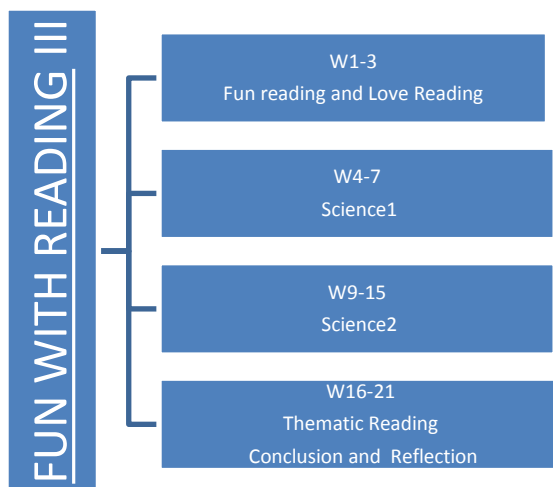 FUN WITH READING III
W1-3
Fun reading and Love Reading
W4-7
Science1
W9-15
Science2
W16-21
Thematic Reading
Conclusion and Reflection